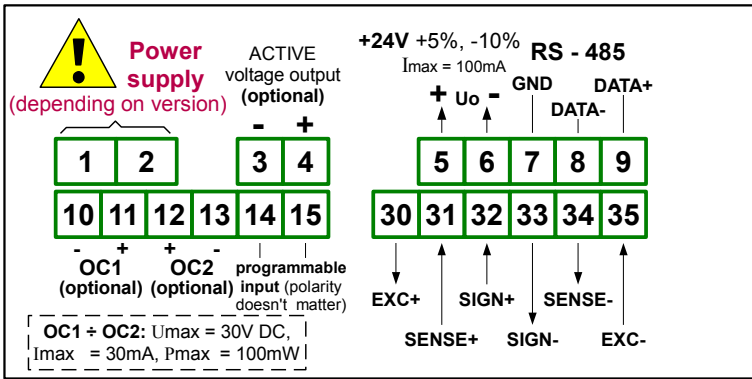 Power supply
(depending on version)
ACTIVE
voltage output
(optional)
- +
+24V +5%, -10%
Imax = 100mA
+ Uo -
RS - 485
GND
DATA-
DATA+
1 2 3 4 5 6 7 8 9
10 11 12 13 14 15 30 31 32 33 34 35
- + + -
OC1 OC2
(optional) (optional)
programmable
input (polarity
doesn't matter)
EXC+
SENSE+
SIGN+
SIGN-
SENSE-
EXC-
OC1 ÷ OC2: Umax = 30V DC,
Imax = 30mA, Pmax = 100mW